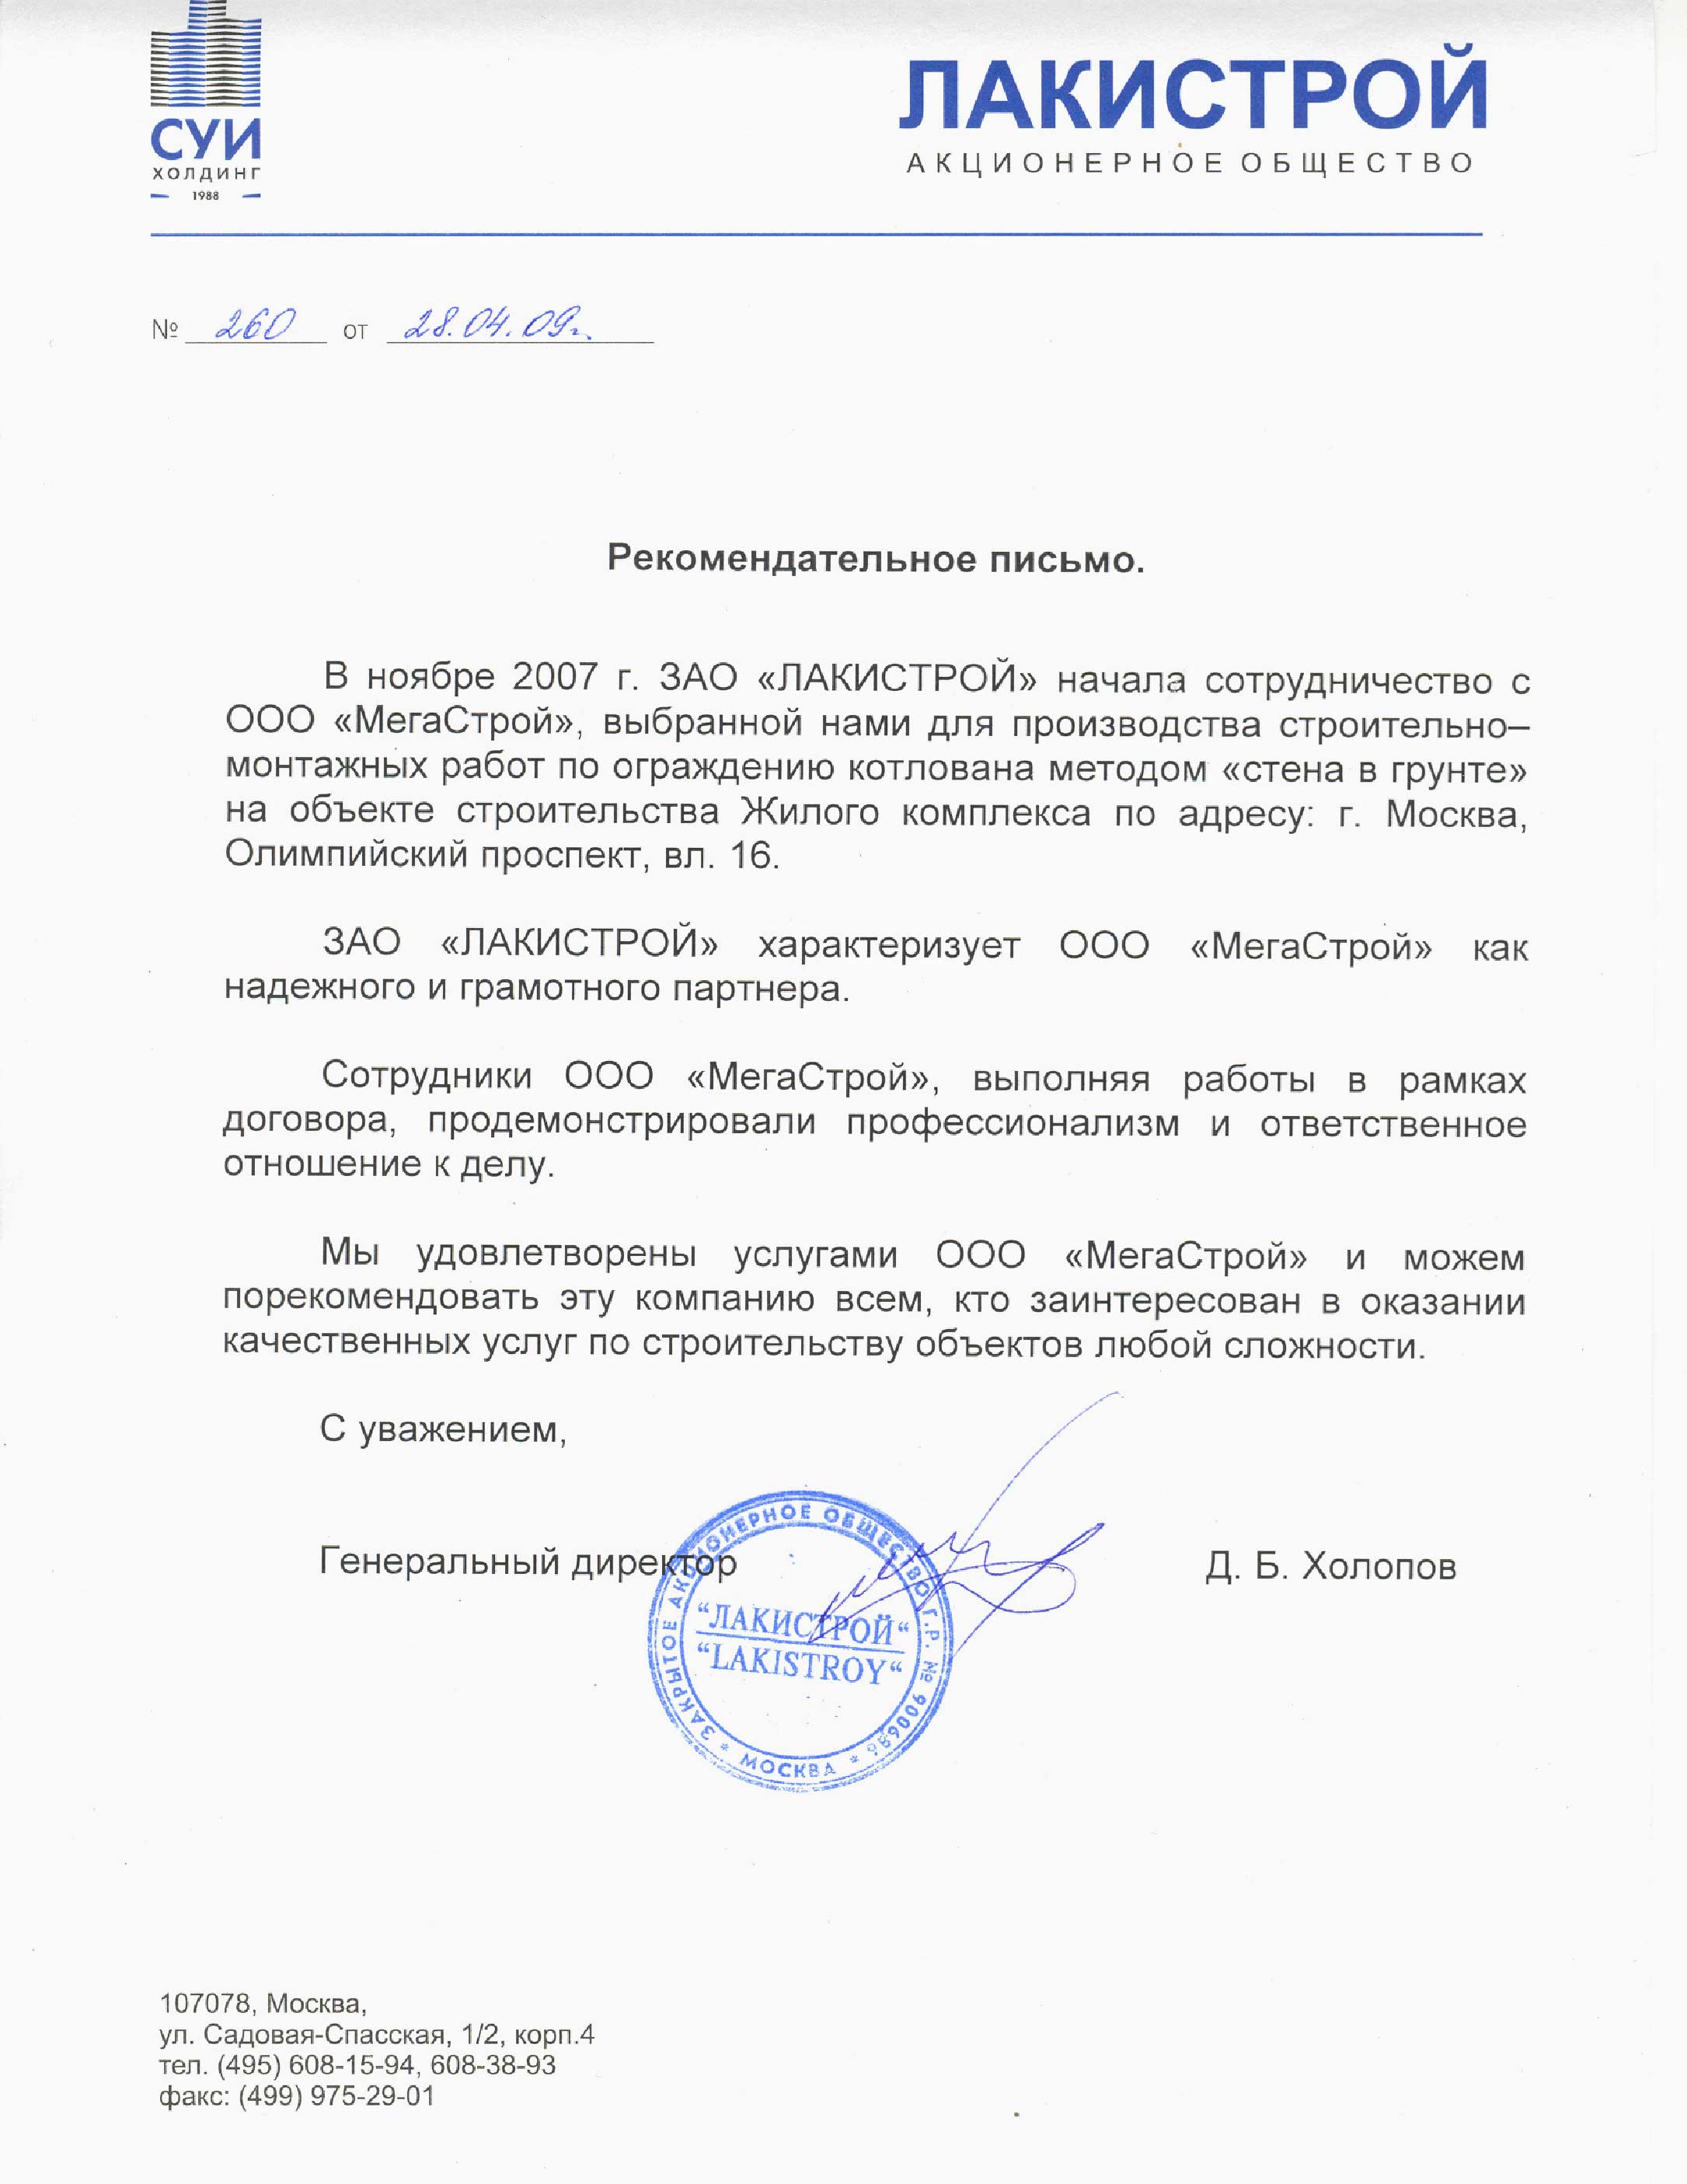 СУИ
ХОЛДИНГ
1988
ЛАКИСТРОЙ
АКЦИОНЕРНОЕ ОБЩЕСТВО
№ 260 от 28.04.09г.
Рекомендательное письмо.
В ноябре 2007 г. ЗАО «ЛАКИСТРОЙ» начала сотрудничество с
ООО «МегаСтрой», выбранной нами для производства строительно–
монтажных работ по ограждению котлована методом «стена в грунте»
на объекте строительства Жилого комплекса по адресу: г. Москва,
Олимпийский проспект, вл. 16.
ЗАО «ЛАКИСТРОЙ» характеризует ООО «МегаСтрой» как
надежного и грамотного партнера.
Сотрудники ООО «МегаСтрой», выполняя работы в рамках
договора, продемонстрировали профессионализм и ответственное
отношение к делу.
Мы удовлетворены услугами ООО «МегаСтрой» и можем
порекомендовать эту компанию всем, кто заинтересован в оказании
качественных услуг по строительству объектов любой сложности.
С уважением,
Генеральный директор Д. Б. Холопов
ЗАКРЫТОЕ АКЦИОНЕРНОЕ ОБЩЕСТВО Г.Р. № 900698
* МОСКВА *
“ЛАКИСТРОЙ“
“LAKISTROY“
107078, Москва,
ул. Садовая-Спасская, 1/2, корп.4
тел. (495) 608-15-94, 608-38-93
факс: (499) 975-29-01